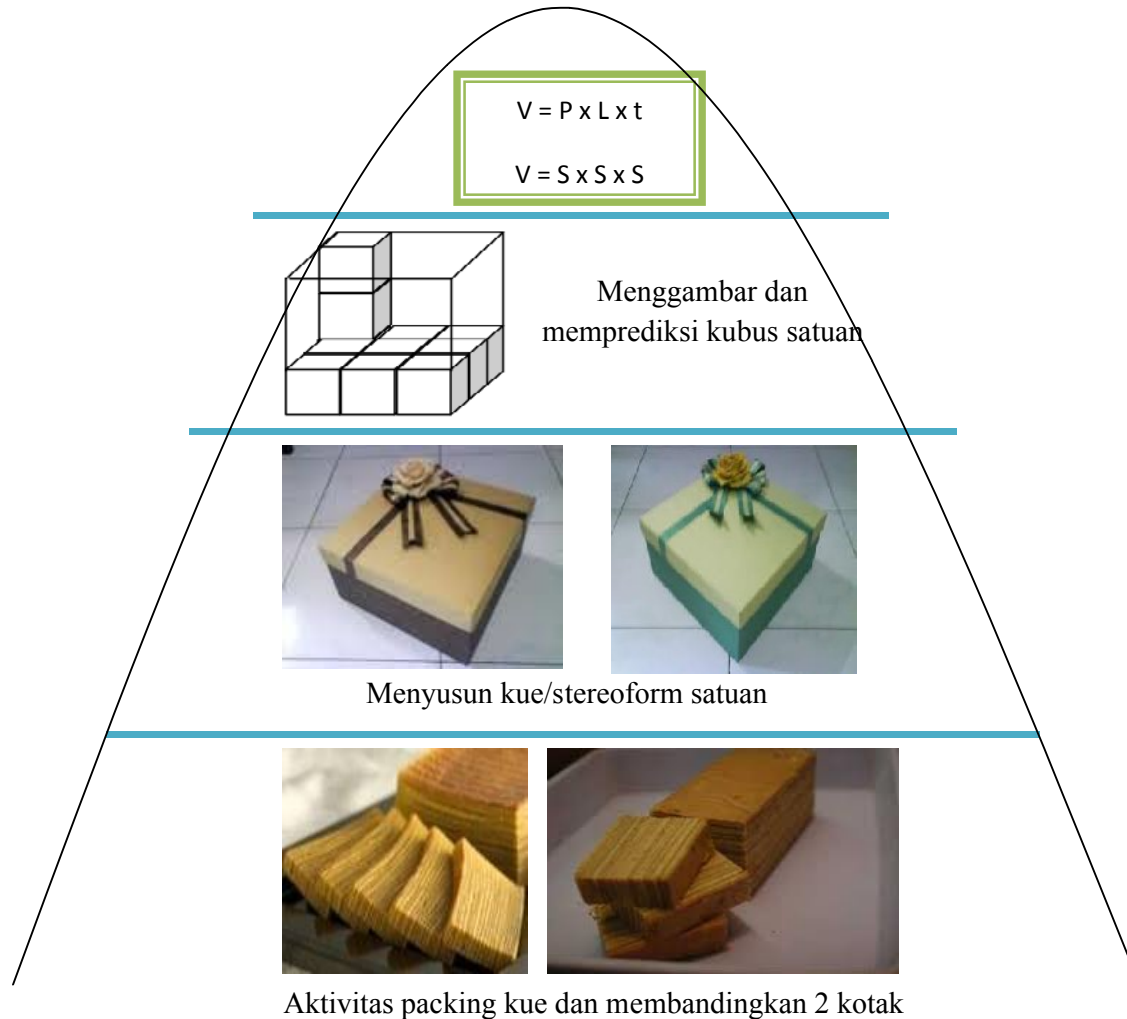 V = P x L x t
V = S x S x S
Menggambar dan
memprediksi kubus satuan
Menyusun kue/stereoform satuan
Aktivitas packing kue dan membandingkan 2 kotak